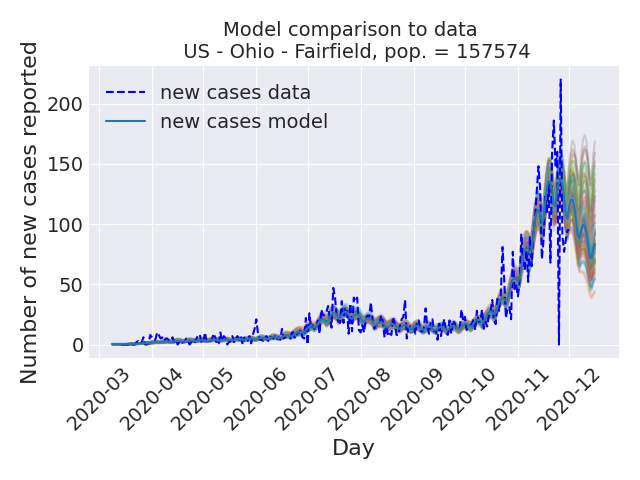 Model comparison to data
US - Ohio - Fairfield, pop. = 157574
Number of new cases reported
200
150
100
50
0
new cases data
new cases model
2020-03
2020-04
2020-05
2020-06
2020-07
2020-08
2020-09
2020-10
2020-11
2020-12
Day